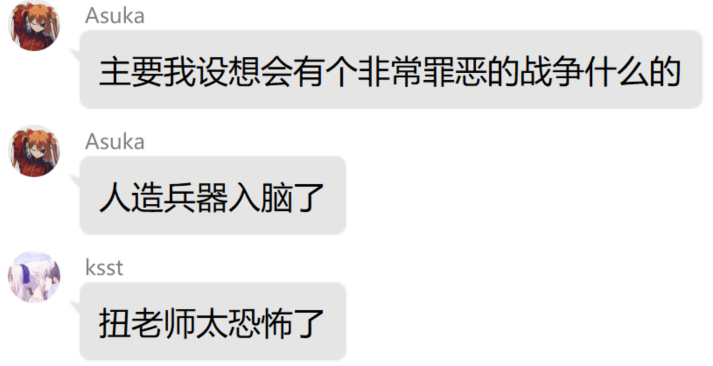 Asuka
主要我设想会有个非常罪恶的战争什么的
Asuka
人造兵器入脑了
ksst
扭老师太恐怖了